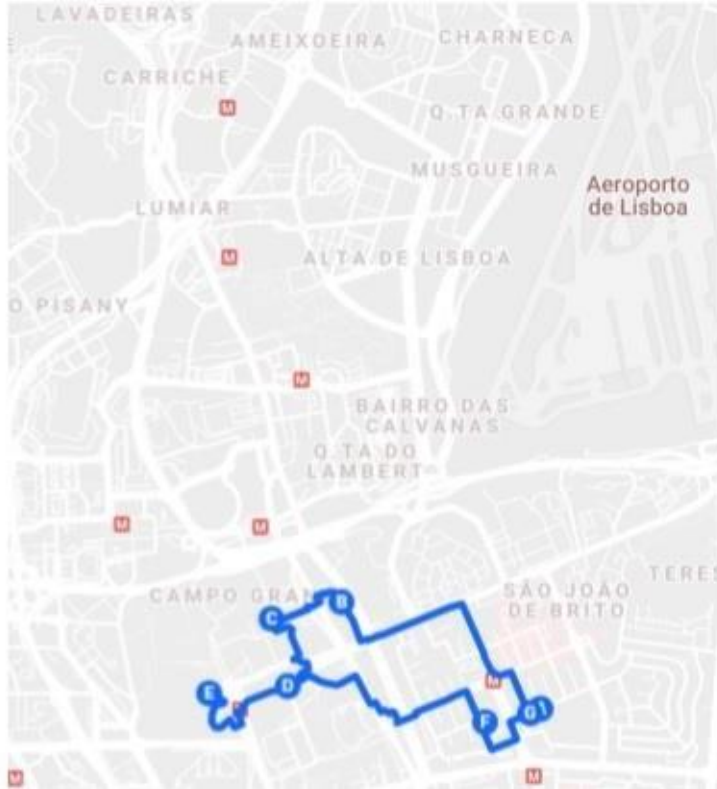 LAVADEIRAS
AMEIXOEIRA
CHARNECA
CARRICHE
M
Q.TA GRANDE
MUSGUEIRA
Aeroporto
de Lisboa
LUMIAR
M
ALTA DE LISBOA
O PISANY
M
BAIRRO DAS
CALVANAS
Q.TA DO
LAMBERT
M
M
TERES
CAMPO GRAN
B
SÃO JOÃO
DE BRITO
C
D
M
E
F
G
M
M